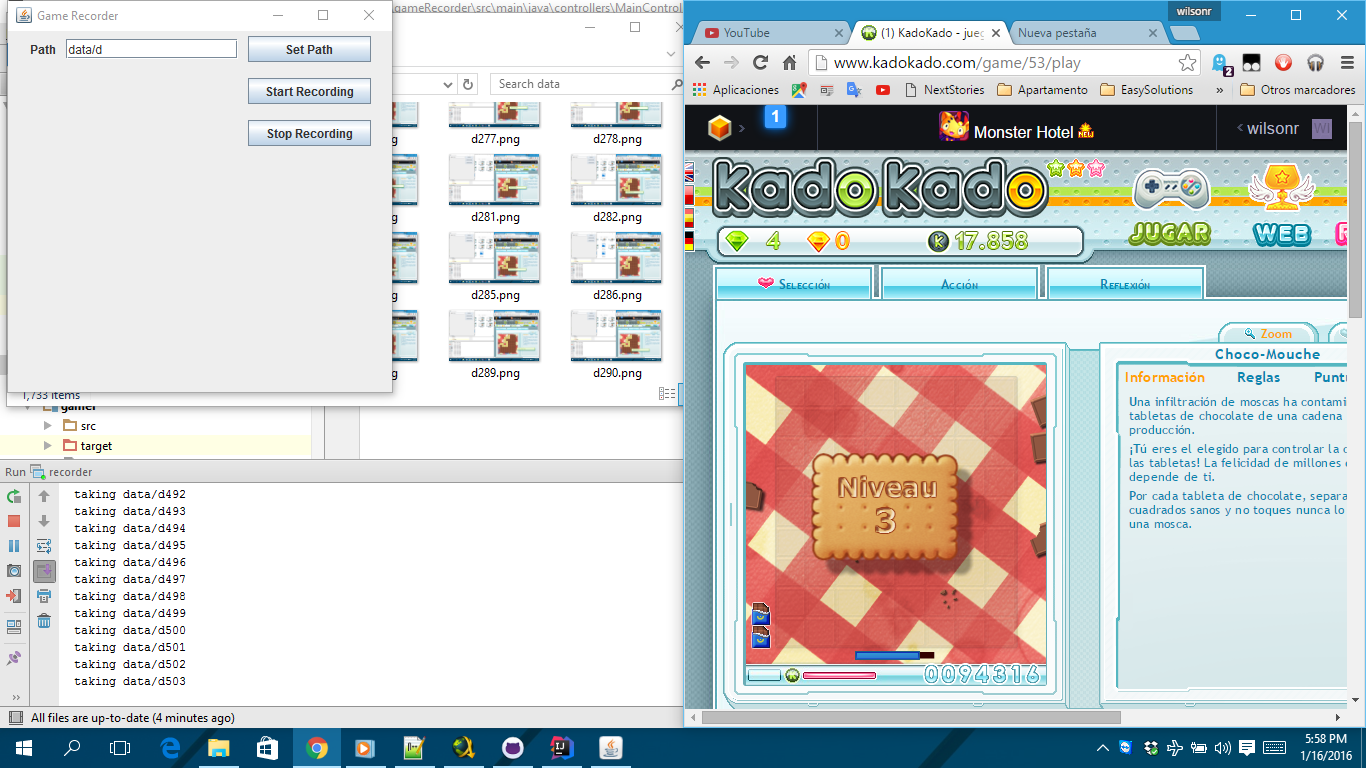 Game Recorder
Path
data/d
Set Path
Start Recording
Stop Recording
.gameRecorder\src\main\java\controllers\MainControl
Search data
d277.png
d278.png
d281.png
d282.png
d285.png
d286.png
d289.png
d290.png
1,733 items
gamer
src
target
Run
recorder
taking data/d492
taking data/d493
taking data/d494
taking data/d495
taking data/d496
taking data/d497
taking data/d498
taking data/d499
taking data/d500
taking data/d501
taking data/d502
taking data/d503
All files are up-to-date (4 minutes ago)
wilsonr
YouTube
(1) KadoKado - jueg
Nueva pestaña
www.kadokado.com/game/53/play
2
Aplicaciones
NextStories
Apartamento
EasySolutions
»
Otros marcadores
1
Monster Hotel
NEW
wilsonr
WI
KadoKado
JUGAR
WEB
4
0
K
17.858
Selección
Acción
Reflexión
Zoom
Choco-Mouche
Información
Reglas
Puntu
Una infiltración de moscas ha contami
tabletas de chocolate de una cadena
producción.
¡Tú eres el elegido para controlar la c
las tabletas! La felicidad de millones
depende de ti.
Por cada tableta de chocolate, separa
cuadrados sanos y no toques nunca lo
una mosca.
Niveau
3
0094316
5:58 PM
1/16/2016